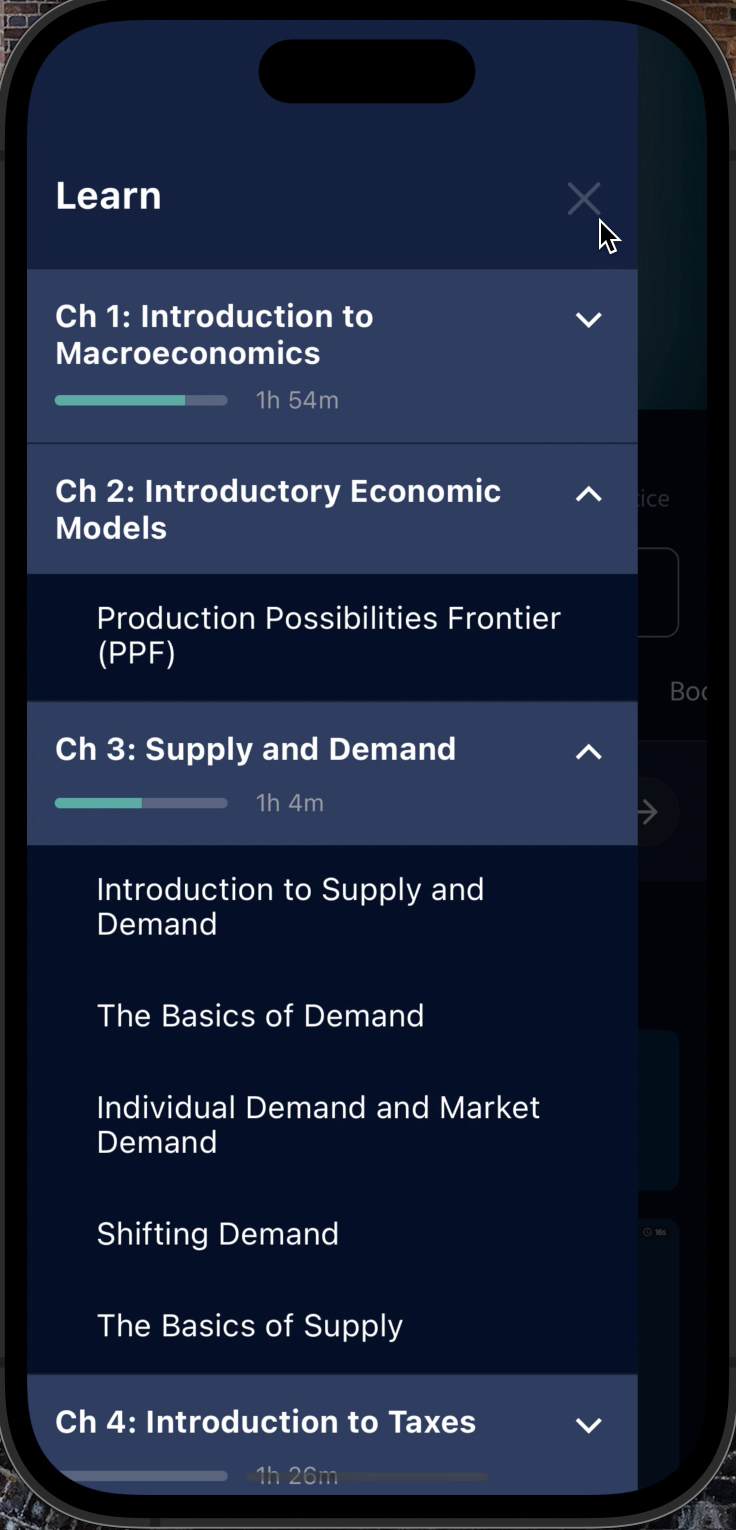 Learn
Ch 1: Introduction to
Macroeconomics
1h 54m
Ch 2: Introductory Economic
Models
Production Possibilities Frontier
(PPF)
Ch 3: Supply and Demand
1h 4m
Introduction to Supply and
Demand
The Basics of Demand
Individual Demand and Market
Demand
Shifting Demand
The Basics of Supply
Ch 4: Introduction to Taxes
1h 26m
16s